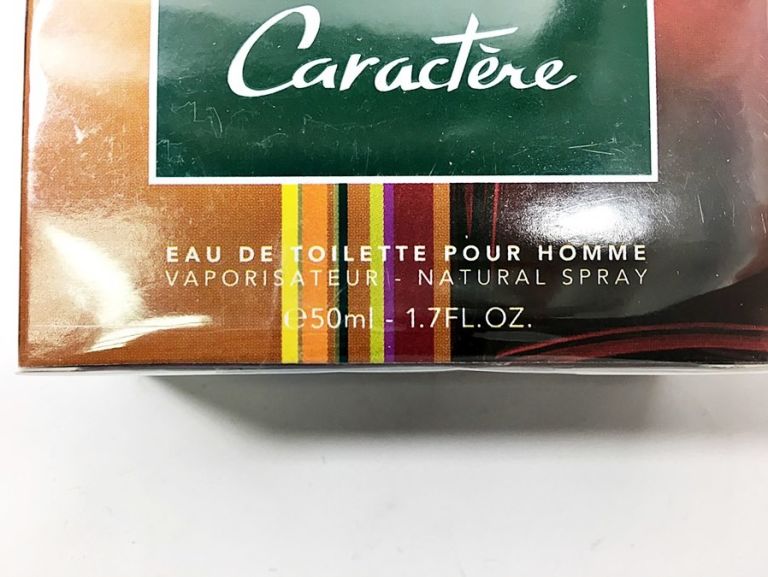 Caractère
EAU DE TOILETTE POUR HOMME
VAPORISATEUR - NATURAL SPRAY
℮50ml - 1.7FL.OZ.